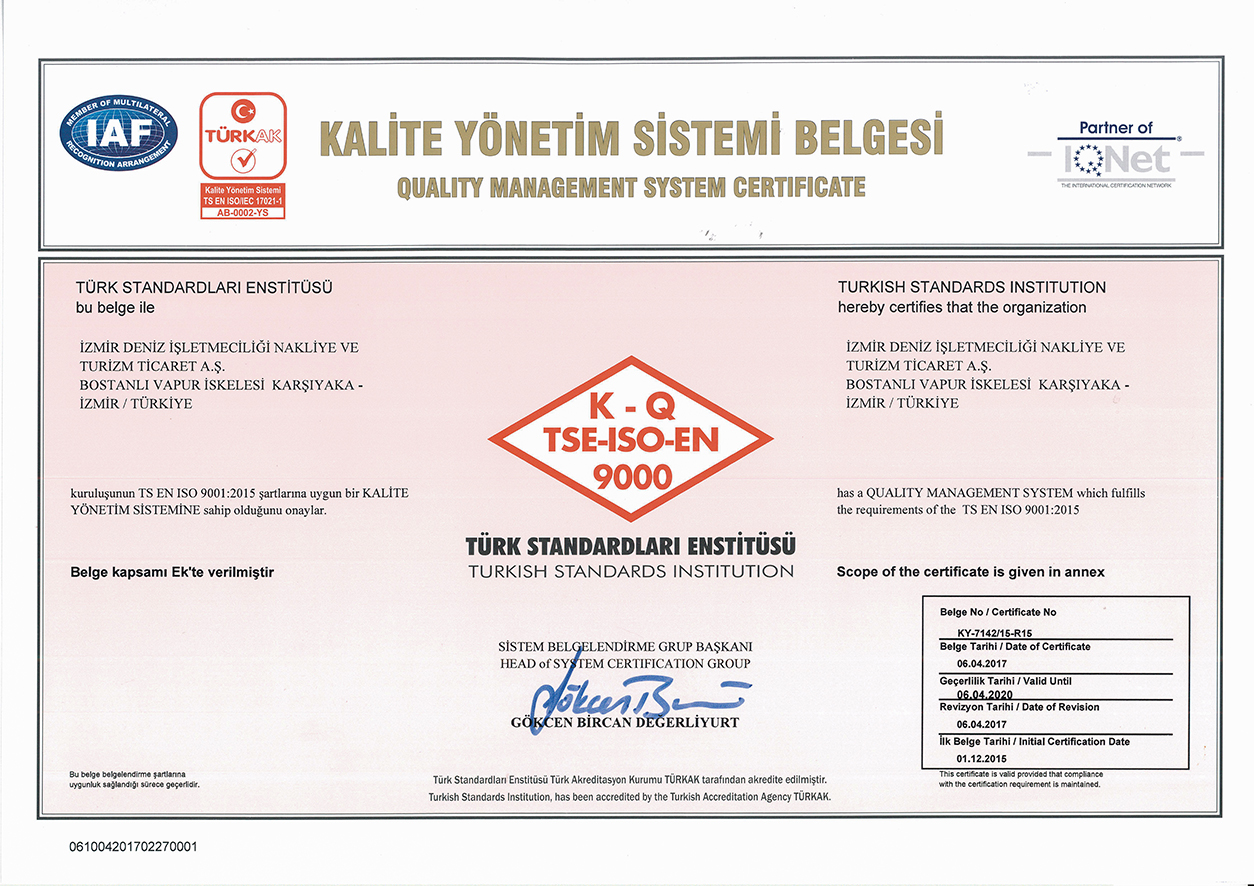 MEMBER OF MULTILATERAL
IAF
RECOGNITION ARRANGEMENT
TÜRKAK
Kalite Yönetim Sistemi
TS EN ISO/IEC 17021-1
AB-0002-YS
KALİTE YÖNETİM SİSTEMİ BELGESİ
QUALITY MANAGEMENT SYSTEM CERTIFICATE
Partner of
IQNet ®
THE INTERNATIONAL CERTIFICATION NETWORK
TÜRK STANDARDLARI ENSTİTÜSÜ
bu belge ile
İZMİR DENİZ İŞLETMECİLİĞİ NAKLİYE VE
TURİZM TİCARET A.Ş.
BOSTANLI VAPUR İSKELESİ KARŞIYAKA -
İZMİR / TÜRKİYE
kuruluşunun TS EN ISO 9001:2015 şartlarına uygun bir KALİTE
YÖNETİM SİSTEMİNE sahip olduğunu onaylar.
Belge kapsamı Ek'te verilmiştir
K - Q
TSE-ISO-EN
9000
TÜRK STANDARDLARI ENSTİTÜSÜ
TURKISH STANDARDS INSTITUTION
TURKISH STANDARDS INSTITUTION
hereby certifies that the organization
İZMİR DENİZ İŞLETMECİLİĞİ NAKLİYE VE
TURİZM TİCARET A.Ş.
BOSTANLI VAPUR İSKELESİ KARŞIYAKA -
İZMİR / TÜRKİYE
has a QUALITY MANAGEMENT SYSTEM which fulfills
the requirements of the TS EN ISO 9001:2015
Scope of the certificate is given in annex
Belge No / Certificate No
KY-7142/15-R15
Belge Tarihi / Date of Certificate
06.04.2017
Geçerlilik Tarihi / Valid Until
06.04.2020
Revizyon Tarihi / Date of Revision
06.04.2017
İlk Belge Tarihi / Initial Certification Date
01.12.2015
This certificate is valid provided that compliance
with the certification requirement is maintained.
SİSTEM BELGELENDİRME GRUP BAŞKANI
HEAD of SYSTEM CERTIFICATION GROUP
GÖKCEN BİRCAN DEĞERLİYURT
Bu belge belgelendirme şartlarına
uygunluk sağlandığı sürece geçerlidir.
Türk Standardları Enstitüsü Türk Akreditasyon Kurumu TÜRKAK tarafından akredite edilmiştir.
Turkish Standards Institution, has been accredited by the Turkish Accreditation Agency TÜRKAK.
061004201702270001